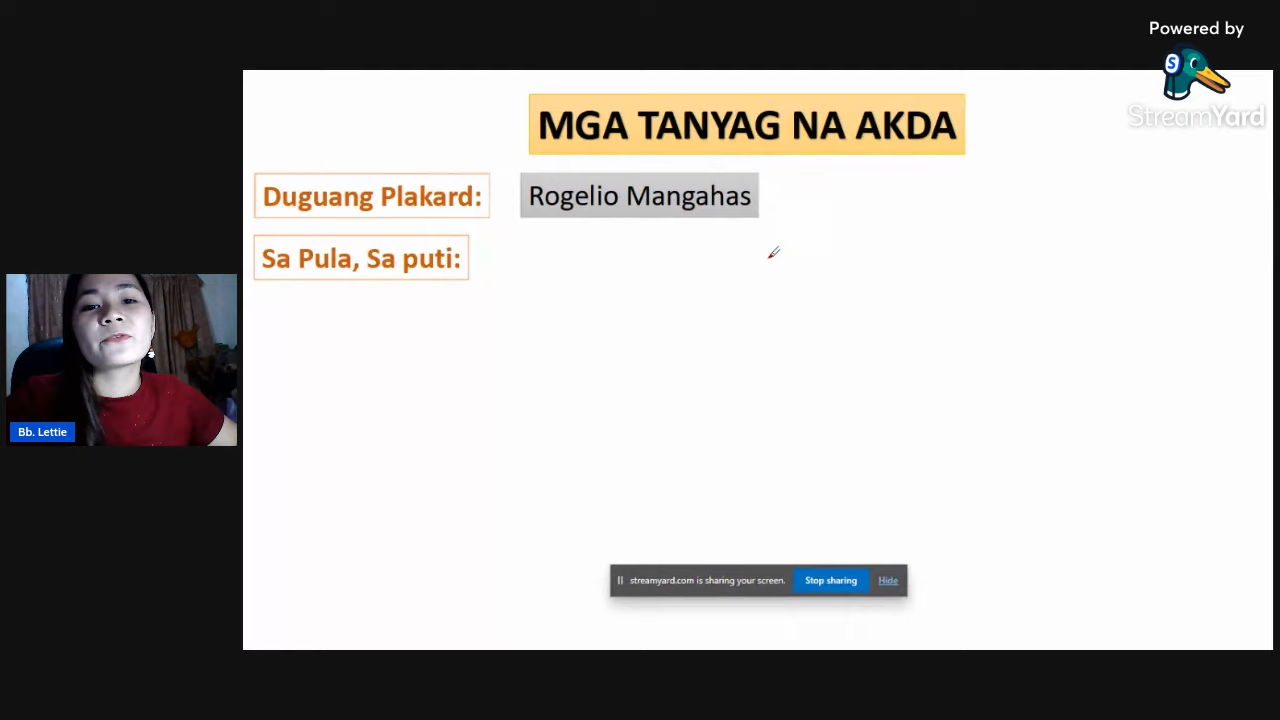 Powered by
StreamYard
MGA TANYAG NA AKDA
Duguang Plakard: Rogelio Mangahas
Sa Pula, Sa puti:
Bb. Lettie
streamyard.com is sharing your screen. Stop sharing Hide